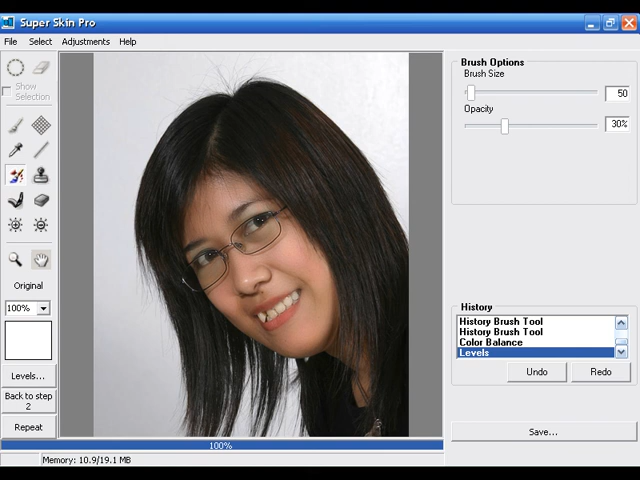 Super Skin Pro
File Select Adjustments Help
Show
Selection
Original
100%
Levels...
Back to step
2
Repeat
Brush Options
Brush Size
50
Opacity
30%
History
History Brush Tool
History Brush Tool
Color Balance
Levels
Undo Redo
Save...
100%
Memory: 10.9/19.1 MB